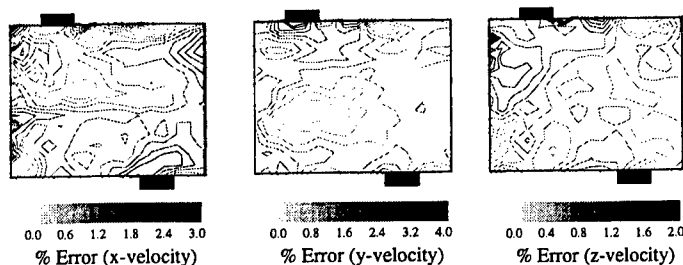 0.0 0.6 1.2 1.8 2.4 3.0
% Error (x-velocity)
0.0 0.8 1.6 2.4 3.2 4.0
% Error (y-velocity)
0.0 0.4 0.8 1.2 1.6 2.0
% Error (z-velocity)